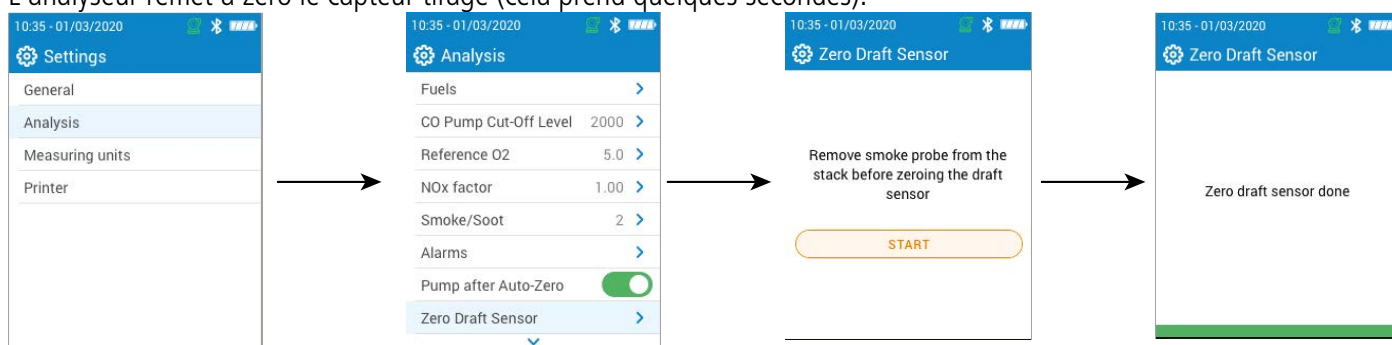 L'analyseur remet à zéro le capteur tirage (cela prend quelques secondes).
10:35 - 01/03/2020
Settings
General
Analysis
Measuring units
Printer
10:35 - 01/03/2020
Analysis
Fuels
CO Pump Cut-Off Level 2000
Reference O2 5.0
NOx factor 1.00
Smoke/Soot 2
Alarms
Pump after Auto-Zero
Zero Draft Sensor
10:35 - 01/03/2020
Zero Draft Sensor
Remove smoke probe from the
stack before zeroing the draft
sensor
START
10:35 - 01/03/2020
Zero Draft Sensor
Zero draft sensor done